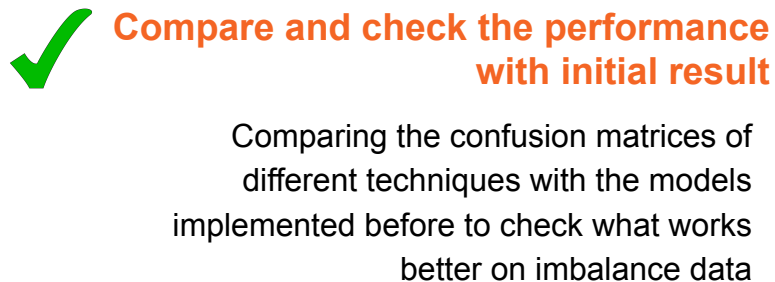 Compare and check the performance
with initial result
Comparing the confusion matrices of
different techniques with the models
implemented before to check what works
better on imbalance data